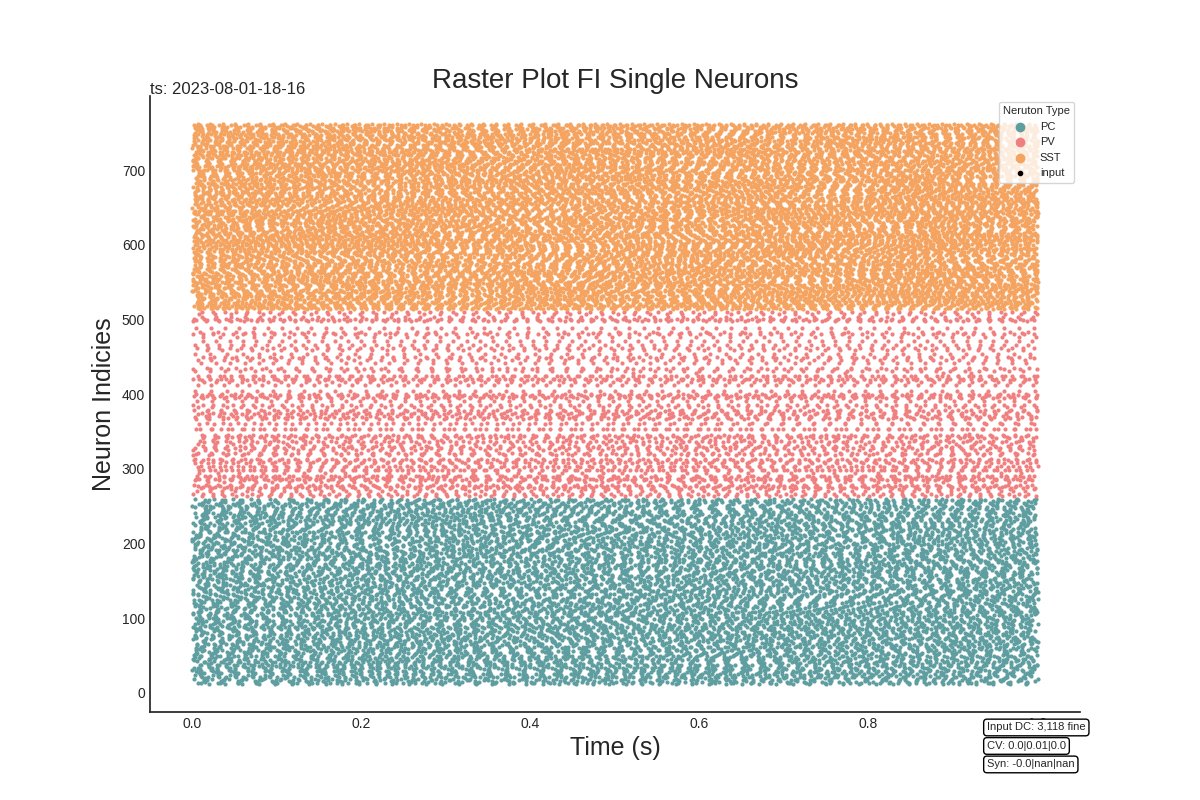 Raster Plot FI Single Neurons
ts: 2023-08-01-18-16
Neruton Type
PC
PV
SST
input
700
600
500
400
300
200
100
0
Neuron Indicies
0.0
0.2
0.4
0.6
0.8
Time (s)
Input DC: 3,118 fine
CV: 0.0|0.01|0.0
Syn: -0.0|nan|nan